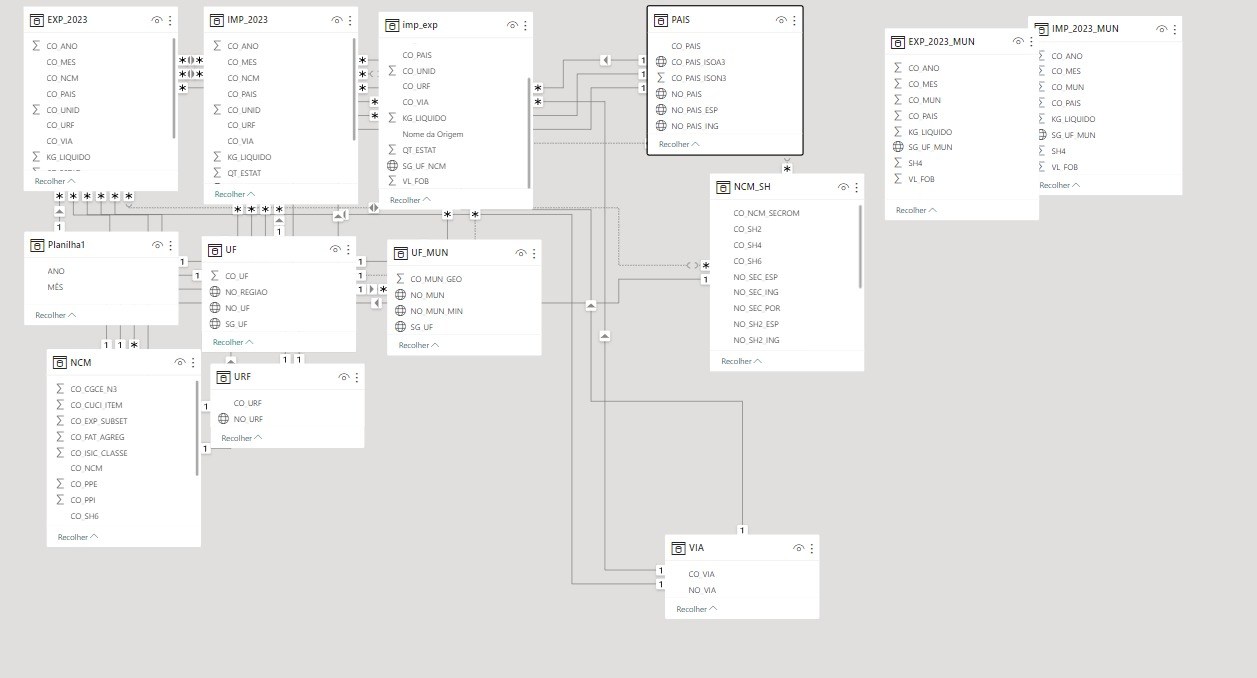 EXP_2023
CO_ANO
CO_MES
CO_NCM
CO_PAIS
CO_UNID
CO_URF
CO_VIA
KG_LIQUIDO
Recolher
IMP_2023
CO_ANO
CO_MES
CO_NCM
CO_PAIS
CO_UNID
CO_URF
CO_VIA
KG_LIQUIDO
QT_ESTAT
Recolher
imp_exp
CO_PAIS
CO_UNID
CO_URF
CO_VIA
KG_LIQUIDO
Nome da Origem
QT_ESTAT
SG_UF_NCM
VL_FOB
Recolher
PAIS
CO_PAIS
CO_PAIS_ISOA3
CO_PAIS_ISON3
NO_PAIS
NO_PAIS_ESP
NO_PAIS_ING
Recolher
EXP_2023_MUN
CO_ANO
CO_MES
CO_MUN
CO_PAIS
KG_LIQUIDO
SG_UF_MUN
SH4
VL_FOB
Recolher
IMP_2023_MUN
CO_ANO
CO_MES
CO_MUN
CO_PAIS
KG_LIQUIDO
SG_UF_MUN
SH4
VL_FOB
Recolher
NCM_SH
CO_NCM_SECROM
CO_SH2
CO_SH4
CO_SH6
NO_SEC_ESP
NO_SEC_ING
NO_SEC_POR
NO_SH2_ESP
NO_SH2_ING
Recolher
Planilha1
ANO
MÊS
Recolher
UF
CO_UF
NO_REGIAO
NO_UF
SG_UF
Recolher
UF_MUN
CO_MUN_GEO
NO_MUN
NO_MUN_MIN
SG_UF
Recolher
NCM
CO_CGCE_N3
CO_CUCI_ITEM
CO_EXP_SUBSET
CO_FAT_AGREG
CO_ISIC_CLASSE
CO_NCM
CO_PPE
CO_PPI
CO_SH6
Recolher
URF
CO_URF
NO_URF
Recolher
VIA
CO_VIA
NO_VIA
Recolher